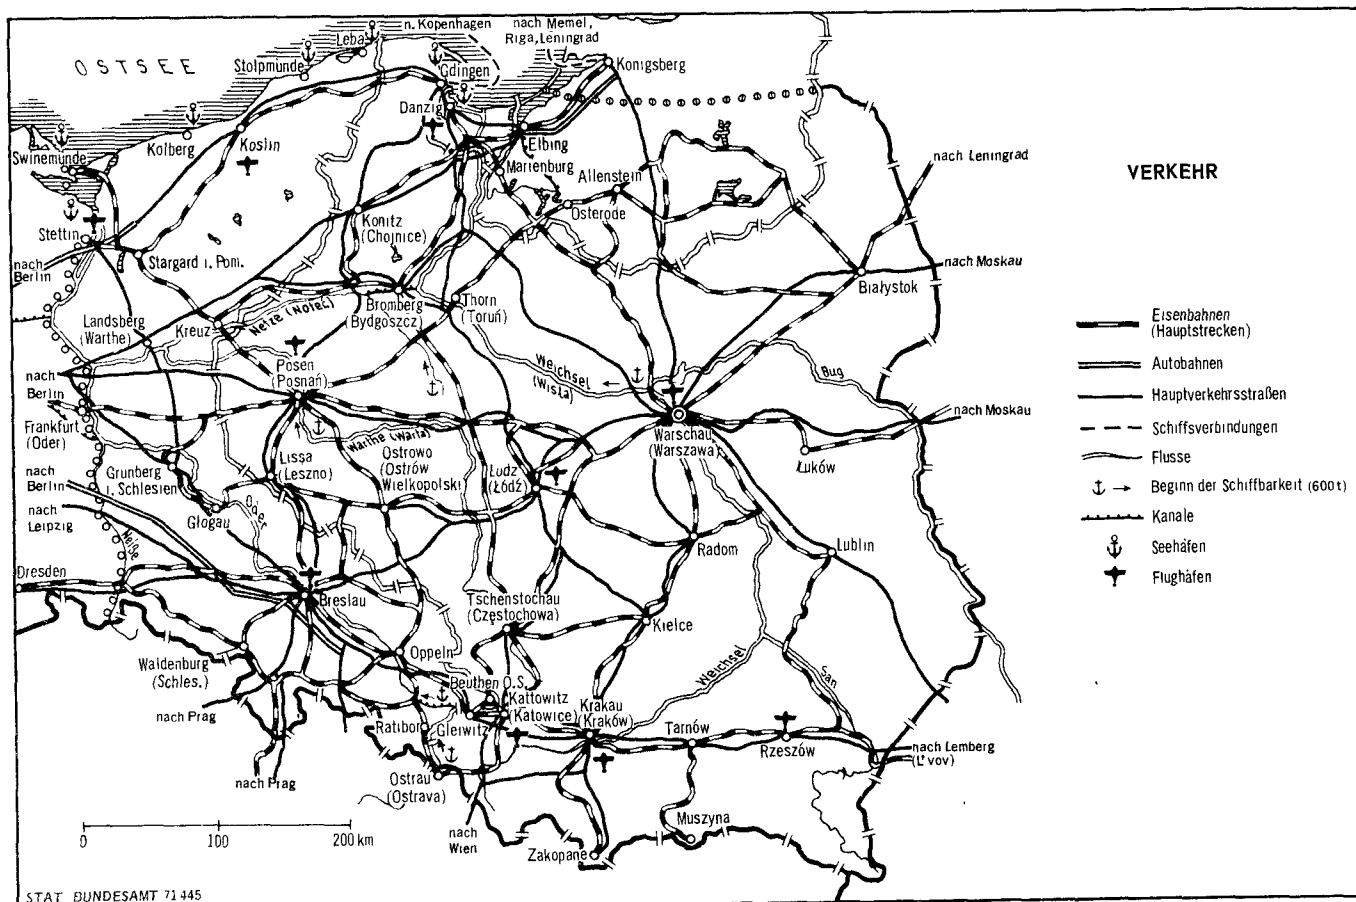 n. Kopenhagen
nach Memel,
Riga, Leningrad
OSTSEE
Leba
Stolpmünde
Gdingen
Konigsberg
Danzig
Kolberg
Koslin
Elbing
Swinemünde
Marienburg
Allenstein
nach Leningrad
Konitz
(Chojnice)
Osterode
Stettin
Stargard i. Pom.
nach
Berlin
nach Moskau
Białystok
Landsberg
(Warthe)
Kreuz
Netze (Noteć)
Bromberg
(Bydgoszcz)
Thorn
(Toruń)
Posen
(Posnań)
Weichsel
(Wisła)
Bug
nach
Berlin
nach Moskau
Frankfurt
(Oder)
Warthe (Warta)
Warschau
(Warszawa)
Łuków
Grunberg
i. Schlesien
Lissa
(Leszno)
Ostrowo
(Ostrów
Wielkopolski)
Łodz
(Łódź)
nach
Berlin
nach
Leipzig
Głogau
Oder
Neiße
Radom
Lublin
Dresden
Breslau
Tschenstochau
(Częstochowa)
Kielce
Waldenburg
(Schles.)
Oppeln
Weichsel
San
Beuthen O.S.
Kattowitz
(Katowice)
Krakau
(Kraków)
nach Prag
Ratibor
Gleiwitz
Tarnów
Rzeszów
nach Lemberg
(L'vov)
nach Prag
Ostrau
(Ostrava)
nach
Wien
Muszyna
Zakopane
0 100 200 km
STAT BUNDESAMT 71 445
VERKEHR
Eisenbahnen
(Hauptstrecken)
Autobahnen
Hauptverkehrsstraßen
Schiffsverbindungen
Flusse
Beginn der Schiffbarkeit (600 t)
Kanale
Seehäfen
Flughäfen